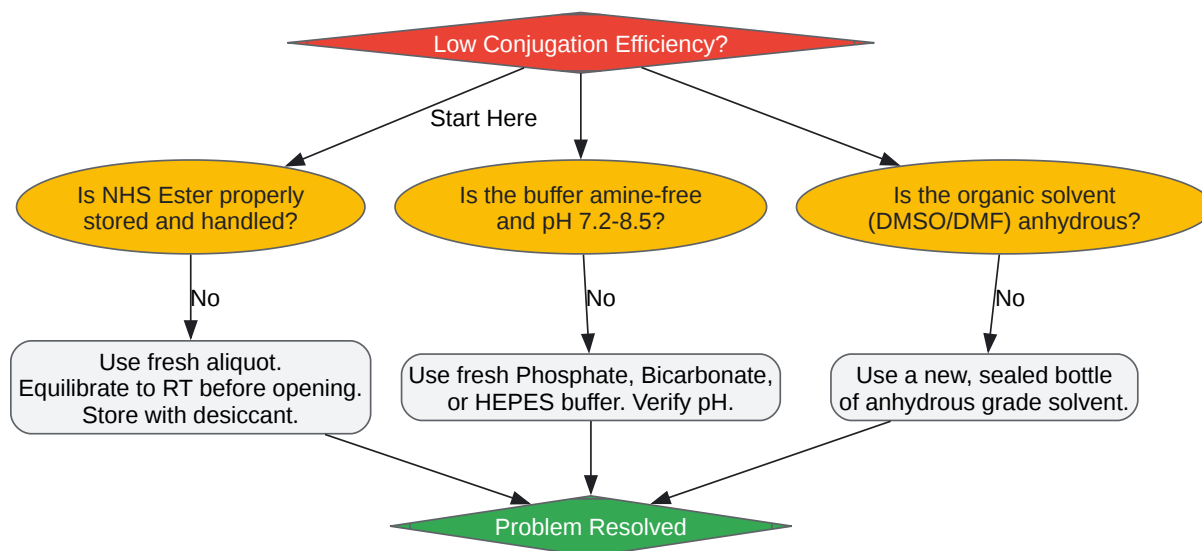 Low Conjugation Efficiency?
Start Here
Is NHS Ester properly
stored and handled?
Is the buffer amine-free
and pH 7.2-8.5?
Is the organic solvent
(DMSO/DMF) anhydrous?
No
No
No
Use fresh aliquot.
Equilibrate to RT before opening.
Store with desiccant.
Use fresh Phosphate, Bicarbonate,
or HEPES buffer. Verify pH.
Use a new, sealed bottle
of anhydrous grade solvent.
Problem Resolved